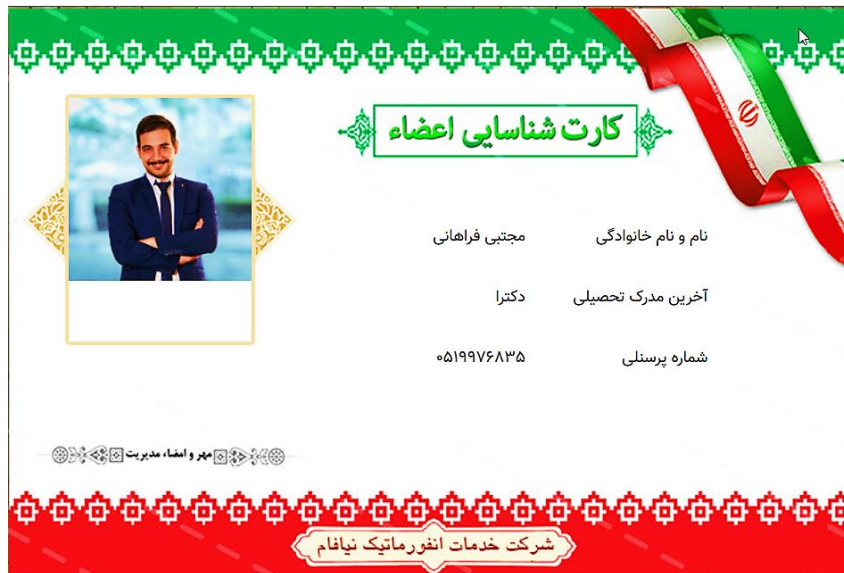 کارت شناسایی اعضاء
نام و نام خانوادگی مجتبی فراهانی
آخرین مدرک تحصیلی دکترا
شماره پرسنلی ۰۵۱۹۹۷۶۸۳۵
مهر و امضاء مدیریت
شرکت خدمات انفورماتیک نیافام